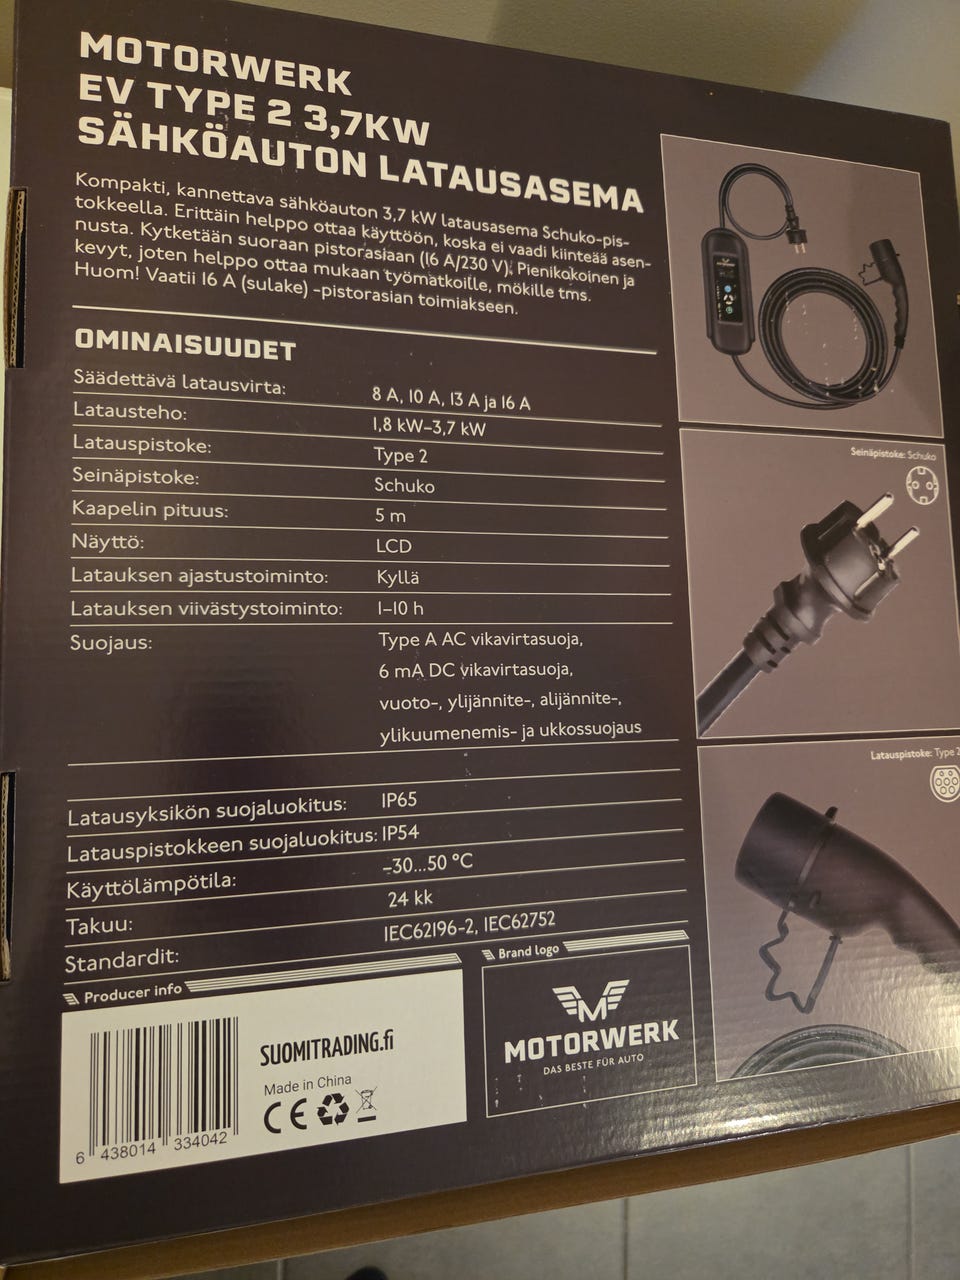 MOTORWERK
EV TYPE 2 3,7KW
SÄHKÖAUTON LATAUSASEMA
Kompakti, kannettava sähköauton 3,7 kW latausasema Schuko-pis-
tokkeella. Erittäin helppo ottaa käyttöön, koska ei vaadi kiinteää asen-
nusta. Kytketään suoraan pistorasiaan (16 A/230 V). Pienikokoinen ja
kevyt, joten helppo ottaa mukaan työmatkoille, mökille tms.
Huom! Vaatii 16 A (sulake) -pistorasian toimiakseen.
OMINAISUUDET
Säädettävä latausvirta: 8 A, 10 A, 13 A ja 16 A
Latausteho: 1,8 kW–3,7 kW
Latauspistoke: Type 2
Seinäpistoke: Schuko
Kaapelin pituus: 5 m
Näyttö: LCD
Latauksen ajastustoiminto: Kyllä
Latauksen viivästystoiminto: 1–10 h
Suojaus: Type A AC vikavirtasuoja,
6 mA DC vikavirtasuoja,
vuoto-, ylijännite-, alijännite-,
ylikuumenemis- ja ukkossuojaus
Latausyksikön suojaluokitus: IP65
Latauspistokkeen suojaluokitus: IP54
Käyttölämpötila: –30...50 °C
Takuu: 24 kk
Standardit: IEC62196-2, IEC62752
Producer info
SUOMITRADING.fi
Made in China
CE
6 438014 334042
Brand logo
M
MOTORWERK
DAS BESTE FÜR AUTO
Seinäpistoke: Schuko
Latauspistoke: Type 2